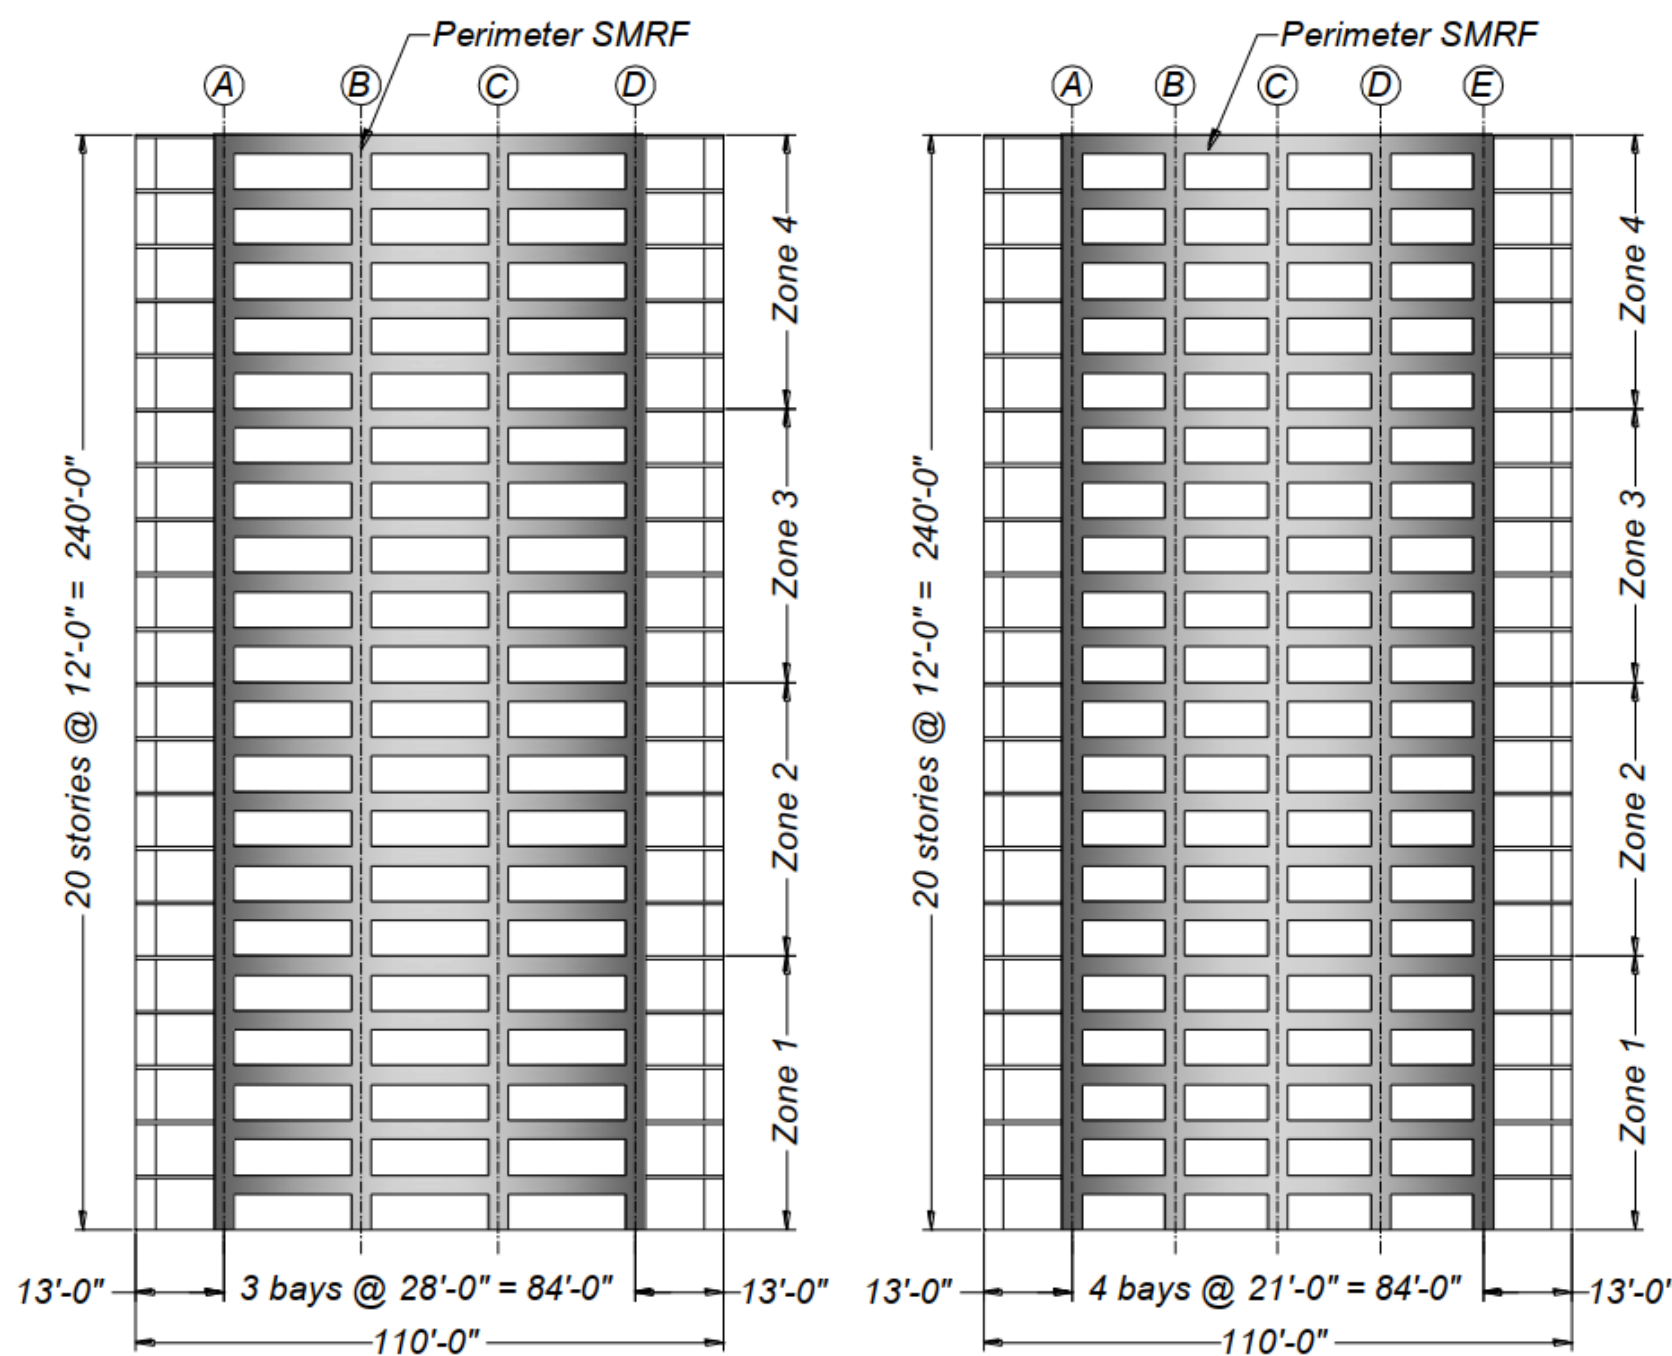 Perimeter SMRF
A B C D
20 stories @ 12'-0" = 240'-0"
Zone 4
Zone 3
Zone 2
Zone 1
13'-0" 3 bays @ 28'-0" = 84'-0" 13'-0"
110'-0"
Perimeter SMRF
A B C D E
20 stories @ 12'-0" = 240'-0"
Zone 4
Zone 3
Zone 2
Zone 1
13'-0" 4 bays @ 21'-0" = 84'-0" 13'-0'
110'-0"